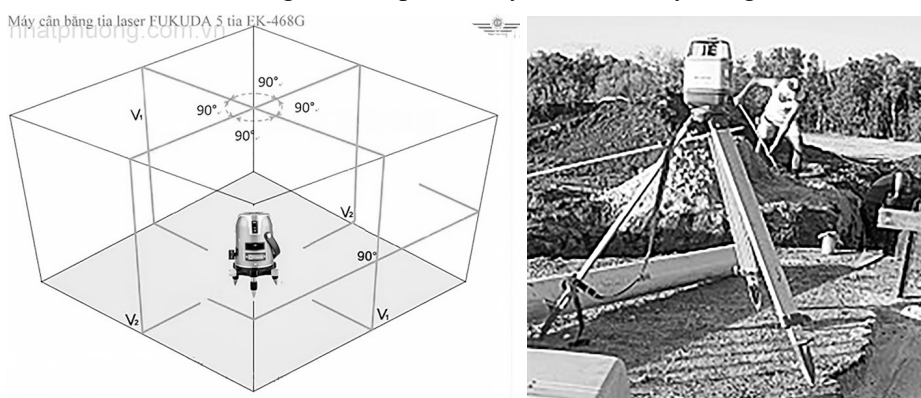 Máy cân bằng tia laser FUKUDA 5 tia EK-468G
nhatphuong.com.vn
90°
90°
90°
90°
V₁
V₂
90°
V₂
V₁